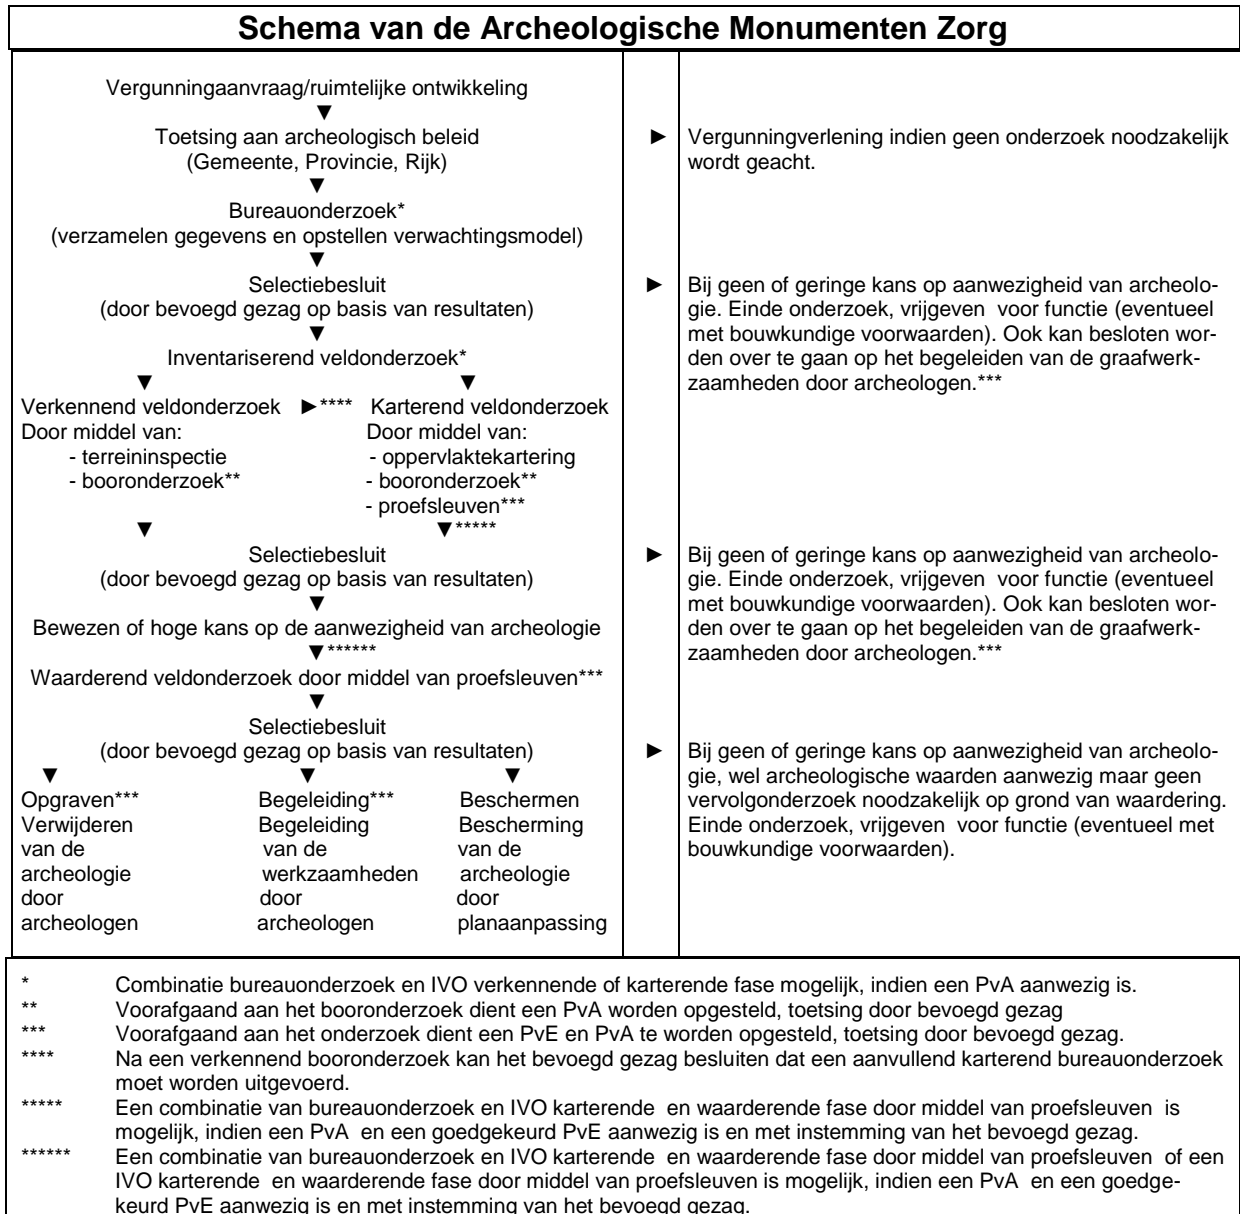 Schema van de Archeologische Monumenten Zorg
Vergunningaanvraag/ruimtelijke ontwikkeling
▼
Toetsing aan archeologisch beleid
(Gemeente, Provincie, Rijk)
► Vergunningverlening indien geen onderzoek noodzakelijk
wordt geacht.
▼
Bureauonderzoek*
(verzamelen gegevens en opstellen verwachtingsmodel)
▼
Selectiebesluit
(door bevoegd gezag op basis van resultaten)
► Bij geen of geringe kans op aanwezigheid van archeolo-
gie. Einde onderzoek, vrijgeven voor functie (eventueel
met bouwkundige voorwaarden). Ook kan besloten wor-
den over te gaan op het begeleiden van de graafwerk-
zaamheden door archeologen.***
▼
Inventariserend veldonderzoek*
▼ ▼
Verkennend veldonderzoek ►**** Karterend veldonderzoek
Door middel van: Door middel van:
- terreininspectie - oppervlaktekartering
- booronderzoek** - booronderzoek**
- proefsleuven***
▼ ▼*****
Selectiebesluit
(door bevoegd gezag op basis van resultaten)
► Bij geen of geringe kans op aanwezigheid van archeolo-
gie. Einde onderzoek, vrijgeven voor functie (eventueel
met bouwkundige voorwaarden). Ook kan besloten wor-
den over te gaan op het begeleiden van de graafwerk-
zaamheden door archeologen.***
▼
Bewezen of hoge kans op de aanwezigheid van archeologie
▼******
Waarderend veldonderzoek door middel van proefsleuven***
▼
Selectiebesluit
(door bevoegd gezag op basis van resultaten)
► Bij geen of geringe kans op aanwezigheid van archeolo-
gie, wel archeologische waarden aanwezig maar geen
vervolgonderzoek noodzakelijk op grond van waardering.
Einde onderzoek, vrijgeven voor functie (eventueel met
bouwkundige voorwaarden).
▼ ▼ ▼
Opgraven*** Begeleiding*** Beschermen
Verwijderen Begeleiding Bescherming
van de van de van de
archeologie werkzaamheden archeologie
door door door
archeologen archeologen planaanpassing
* Combinatie bureauonderzoek en IVO verkennende of karterende fase mogelijk, indien een PvA aanwezig is.
** Voorafgaand aan het booronderzoek dient een PvA worden opgesteld, toetsing door bevoegd gezag
*** Voorafgaand aan het onderzoek dient een PvE en PvA te worden opgesteld, toetsing door bevoegd gezag.
**** Na een verkennend booronderzoek kan het bevoegd gezag besluiten dat een aanvullend karterend bureauonderzoek
moet worden uitgevoerd.
***** Een combinatie van bureauonderzoek en IVO karterende en waarderende fase door middel van proefsleuven is
mogelijk, indien een PvA en een goedgekeurd PvE aanwezig is en met instemming van het bevoegd gezag.
****** Een combinatie van bureauonderzoek en IVO karterende en waarderende fase door middel van proefsleuven of een
IVO karterende en waarderende fase door middel van proefsleuven is mogelijk, indien een PvA en een goedge-
keurd PvE aanwezig is en met instemming van het bevoegd gezag.